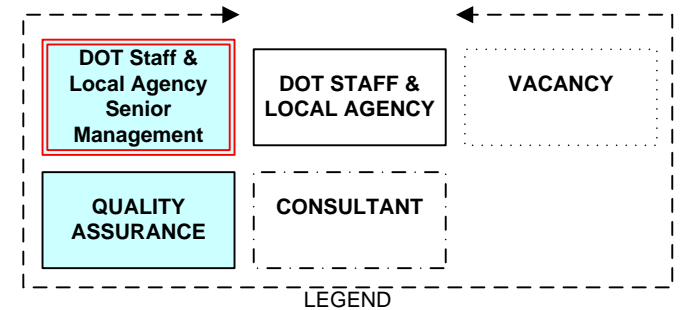 DOT Staff &
Local Agency
Senior
Management
DOT STAFF &
LOCAL AGENCY
VACANCY
QUALITY
ASSURANCE
CONSULTANT
LEGEND